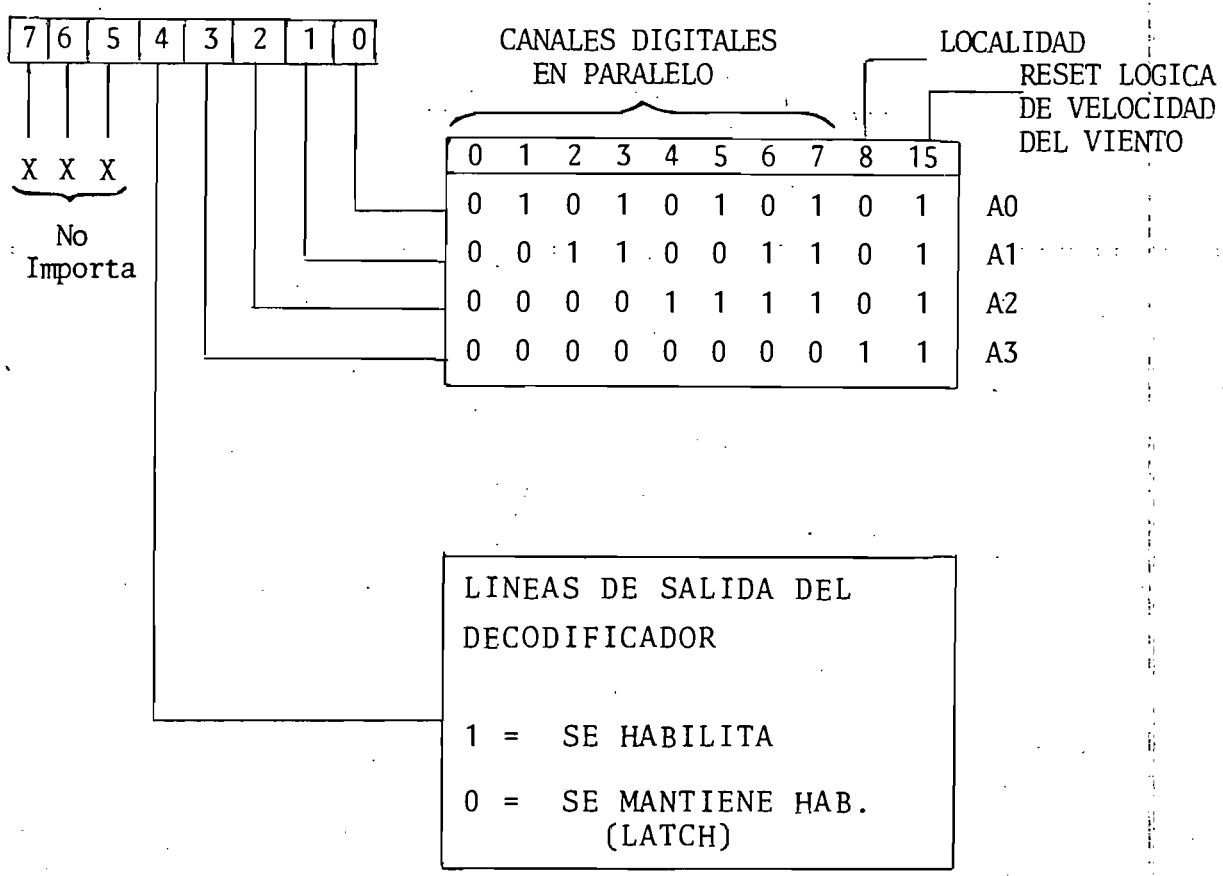 7 6 5 4 3 2 1 0
X X X
No
Importa
CANALES DIGITALES
EN PARALELO
LOCALIDAD
RESET LOGICA
DE VELOCIDAD
DEL VIENTO
0 1 2 3 4 5 6 7 8 15
0 1 0 1 0 1 0 1 0 1 A0
0 0 1 1 0 0 1 1 0 1 A1
0 0 0 0 1 1 1 1 0 1 A2
0 0 0 0 0 0 0 0 1 1 A3
LINEAS DE SALIDA DEL
DECODIFICADOR
1 = SE HABILITA
0 = SE MANTIENE HAB.
(LATCH)